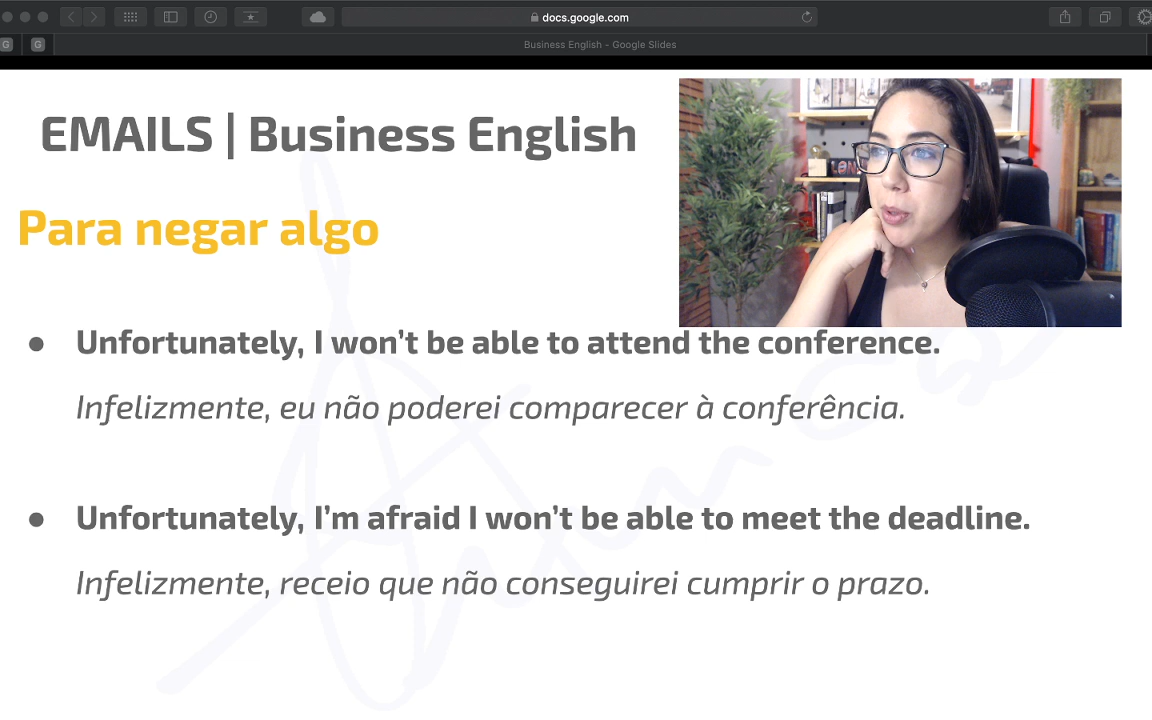 docs.google.com
G
G
Business English - Google Slides
EMAILS | Business English
Para negar algo
● Unfortunately, I won’t be able to attend the conference.
Infelizmente, eu não poderei comparecer à conferência.
● Unfortunately, I’m afraid I won’t be able to meet the deadline.
Infelizmente, receio que não conseguirei cumprir o prazo.